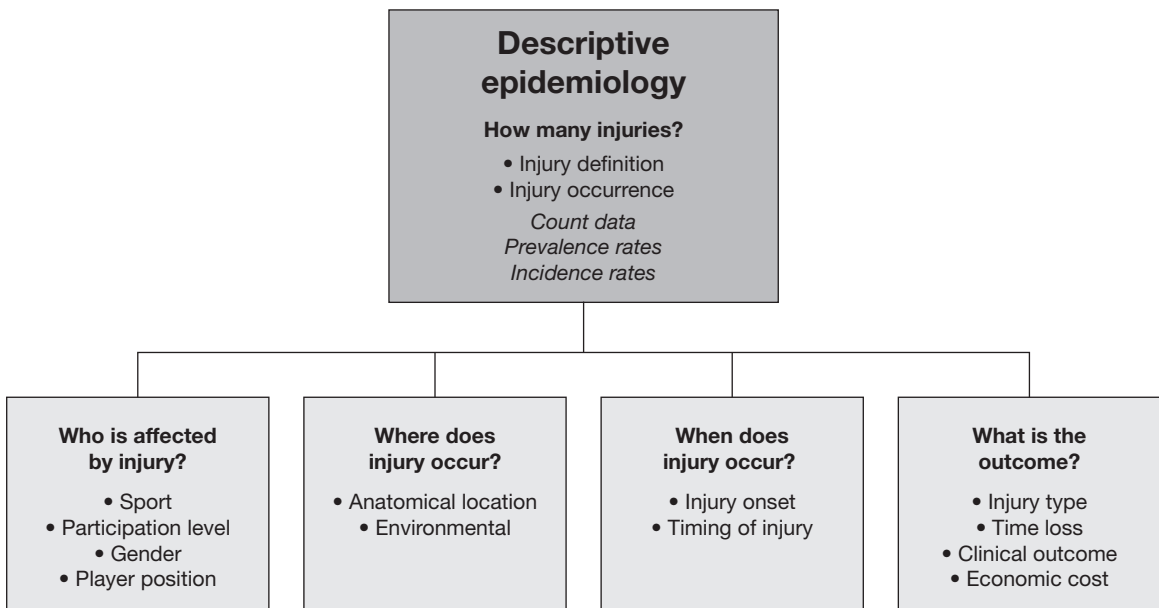 Descriptive
epidemiology
How many injuries?
• Injury definition
• Injury occurrence
Count data
Prevalence rates
Incidence rates
Who is affected
by injury?
• Sport
• Participation level
• Gender
• Player position
Where does
injury occur?
• Anatomical location
• Environmental
When does
injury occur?
• Injury onset
• Timing of injury
What is the
outcome?
• Injury type
• Time loss
• Clinical outcome
• Economic cost